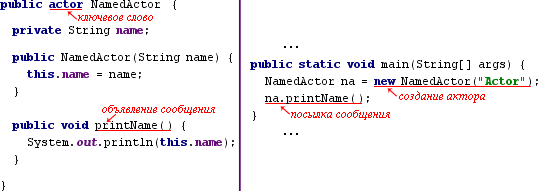 public actor NamedActor {
ключевое слово
private String name;
public NamedActor(String name) {
this.name = name;
}
объявление сообщения
public void printName() {
System.out.println(this.name);
}
}
...
public static void main(String[] args) {
NamedActor na = new NamedActor("Actor");
создание актора
na.printName();
посылка сообщения
}
...